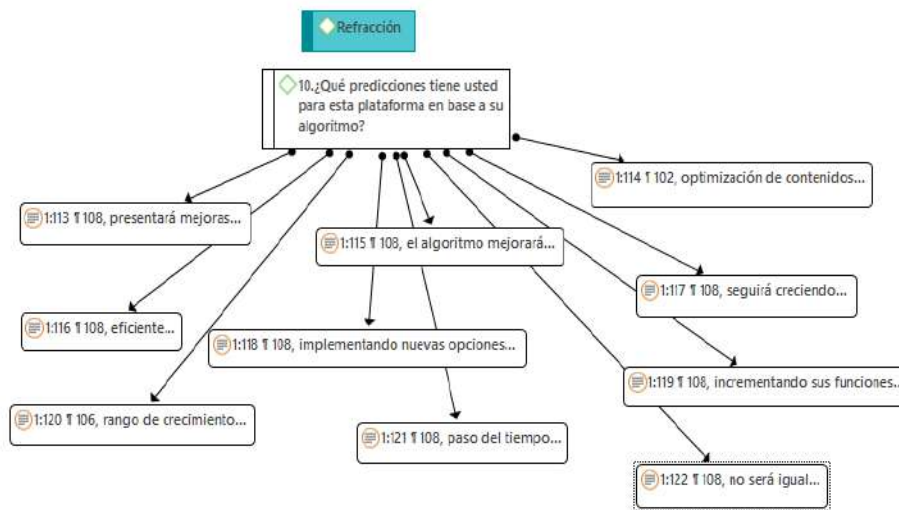 Refracción
10.¿Qué predicciones tiene usted
para esta plataforma en base a su
algoritmo?
1:114 ¶ 102, optimización de contenidos...
1:113 ¶ 108, presentará mejoras...
1:115 ¶ 108, el algoritmo mejorará...
1:117 ¶ 108, seguirá creciendo...
1:116 ¶ 108, eficiente...
1:118 ¶ 108, implementando nuevas opciones...
1:119 ¶ 108, incrementando sus funciones...
1:120 ¶ 106, rango de crecimiento...
1:121 ¶ 108, paso del tiempo...
1:122 ¶ 108, no será igual...